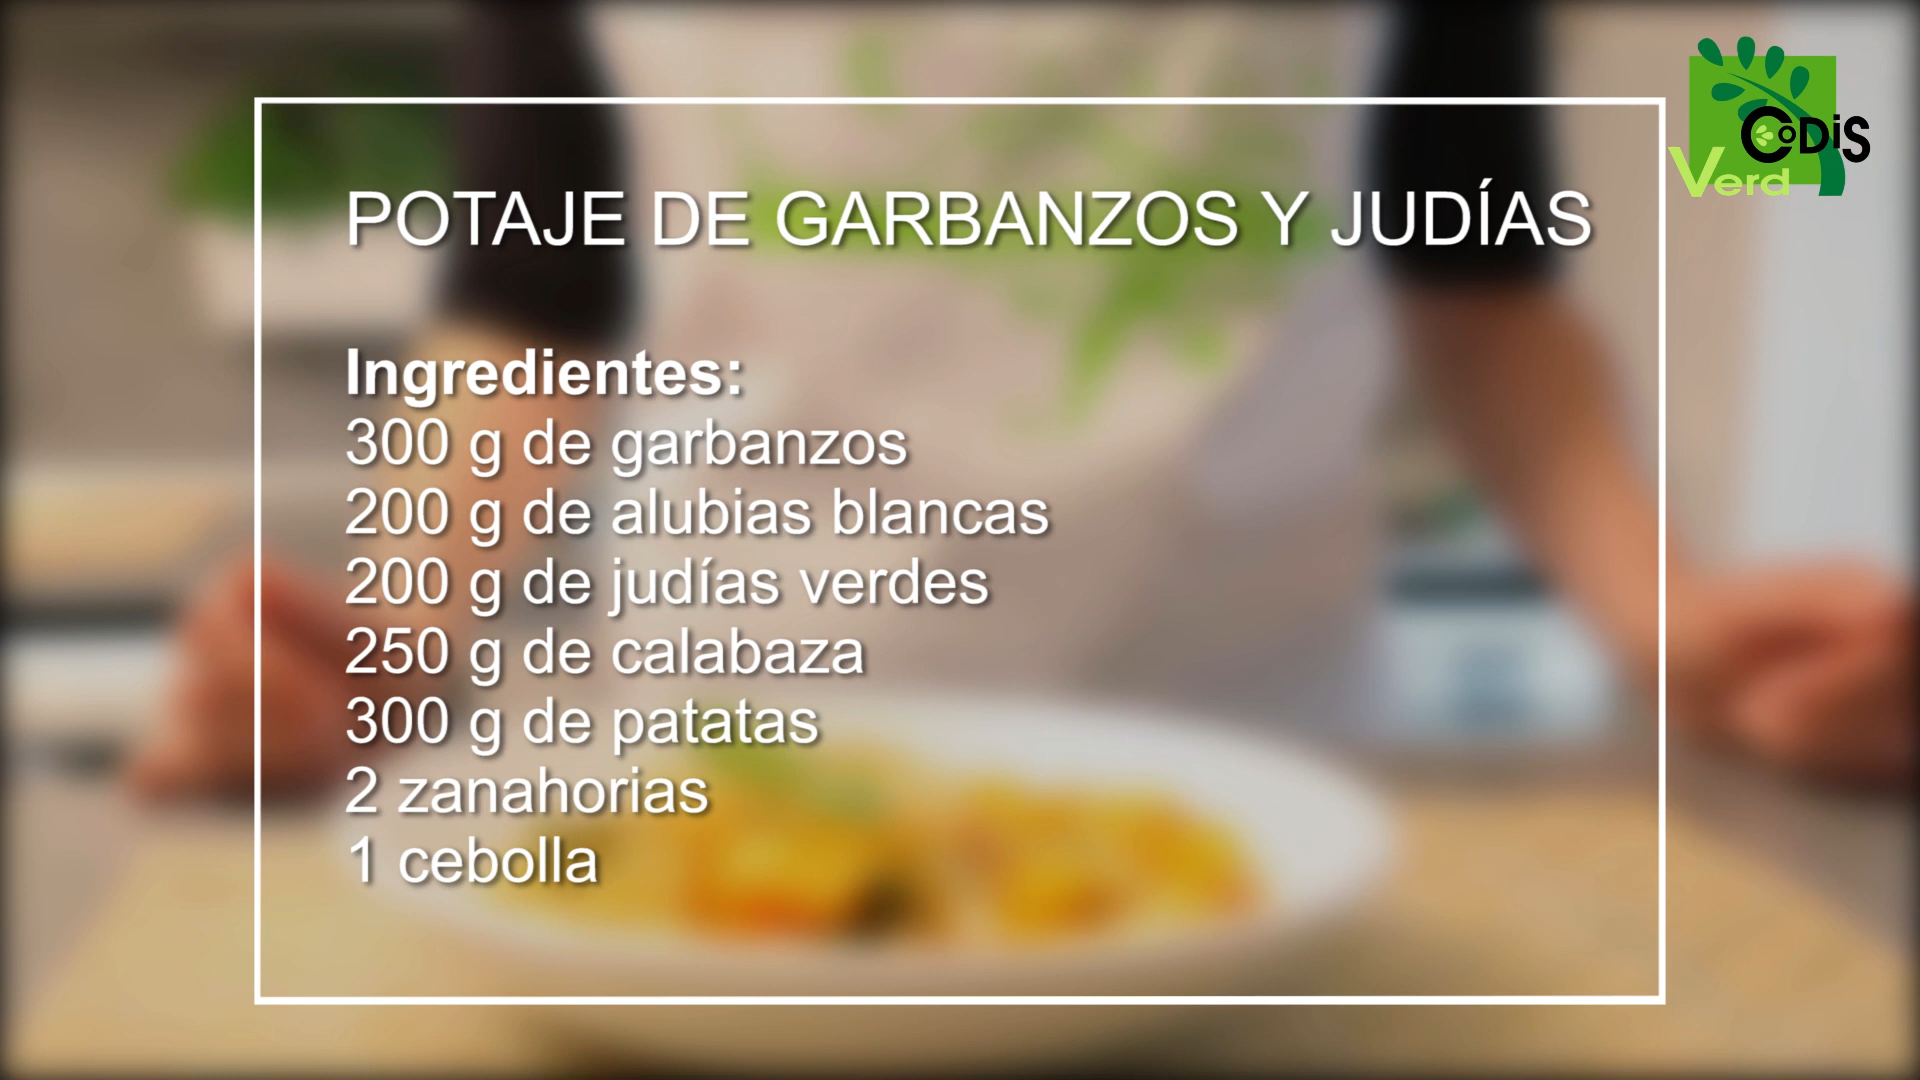 CODiS
Verd
POTAJE DE GARBANZOS Y JUDÍAS
Ingredientes:
300 g de garbanzos
200 g de alubias blancas
200 g de judías verdes
250 g de calabaza
300 g de patatas
2 zanahorias
1 cebolla